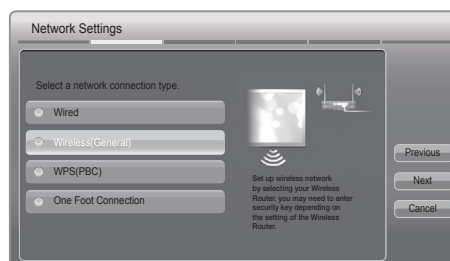 Network Settings
Select a network connection type.
Wired
Wireless(General)
WPS(PBC)
One Foot Connection
Set up wireless network
by selecting your Wireless
Router. you may need to enter
security key depending on
the setting of the Wireless
Router.
Previous
Next
Cancel